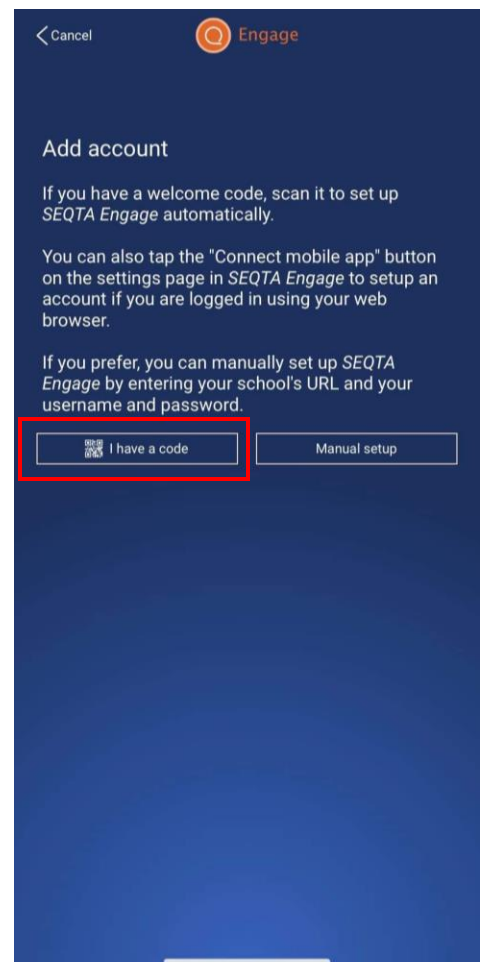 Cancel
Engage
Add account
If you have a welcome code, scan it to set up
SEQTA Engage automatically.
You can also tap the "Connect mobile app" button
on the settings page in SEQTA Engage to setup an
account if you are logged in using your web
browser.
If you prefer, you can manually set up SEQTA
Engage by entering your school's URL and your
username and password.
I have a code
Manual setup